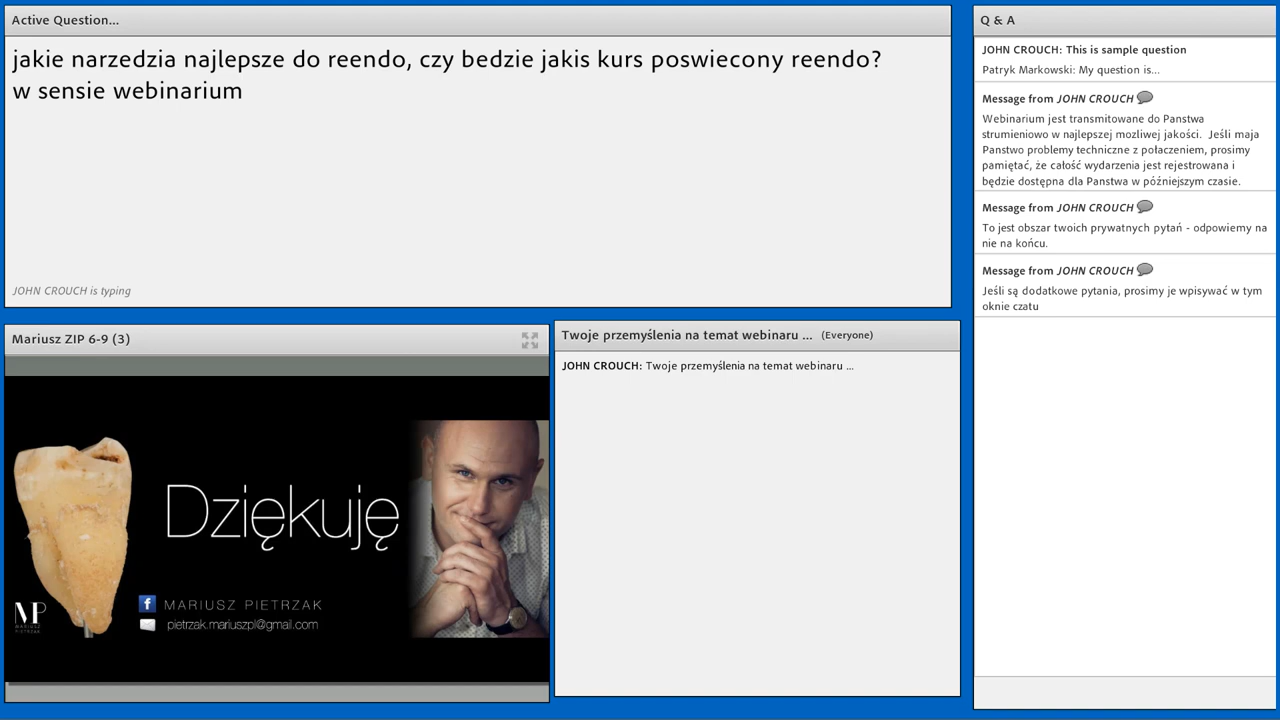 Active Question...
jakie narzedzia najlepsze do reendo, czy bedzie jakis kurs poswiecony reendo?
w sensie webinarium
JOHN CROUCH is typing
Mariusz ZIP 6-9 (3)
Dziękuję
MP
MARIUSZ
PIETRZAK
f MARIUSZ PIETRZAK
pietrzak.mariuszpl@gmail.com
Twoje przemyślenia na temat webinaru ... (Everyone)
JOHN CROUCH: Twoje przemyślenia na temat webinaru ...
Q & A
JOHN CROUCH: This is sample question
Patryk Markowski: My question is...
Message from JOHN CROUCH
Webinarium jest transmitowane do Panstwa
strumieniowo w najlepszej mozliwej jakości. Jeśli maja
Panstwo problemy techniczne z połaczeniem, prosimy
pamiętać, że całość wydarzenia jest rejestrowana i
będzie dostępna dla Panstwa w późniejszym czasie.
Message from JOHN CROUCH
To jest obszar twoich prywatnych pytań - odpowiemy na
nie na końcu.
Message from JOHN CROUCH
Jeśli są dodatkowe pytania, prosimy je wpisywać w tym
oknie czatu